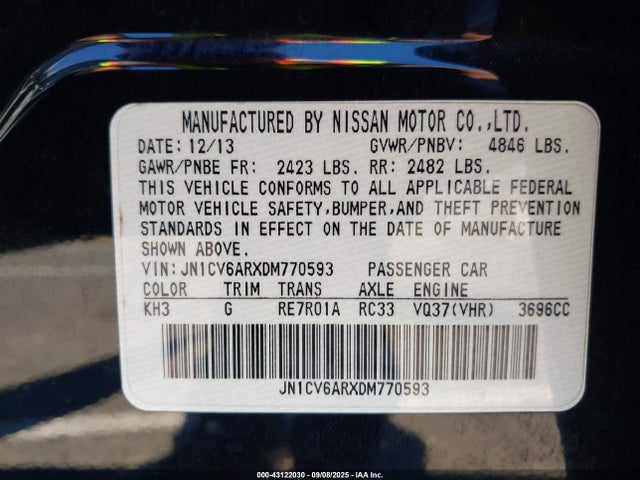 MANUFACTURED BY NISSAN MOTOR CO.,LTD.
DATE: 12/13 GVWR/PNBV: 4846 LBS.
GAWR/PNBE FR: 2423 LBS. RR: 2482 LBS.
THIS VEHICLE CONFORMS TO ALL APPLICABLE FEDERAL
MOTOR VEHICLE SAFETY,BUMPER,AND THEFT PREVENTION
STANDARDS IN EFFECT ON THE DATE OF MANUFACTURE
SHOWN ABOVE.
VIN: JN1CV6ARXDM770593 PASSENGER CAR
COLOR TRIM TRANS AXLE ENGINE
KH3 G RE7R01A RC33 VQ37(VHR) 3696CC
JN1CV6ARXDM770593
000-43122030 - 09/08/2025 - IAA Inc.